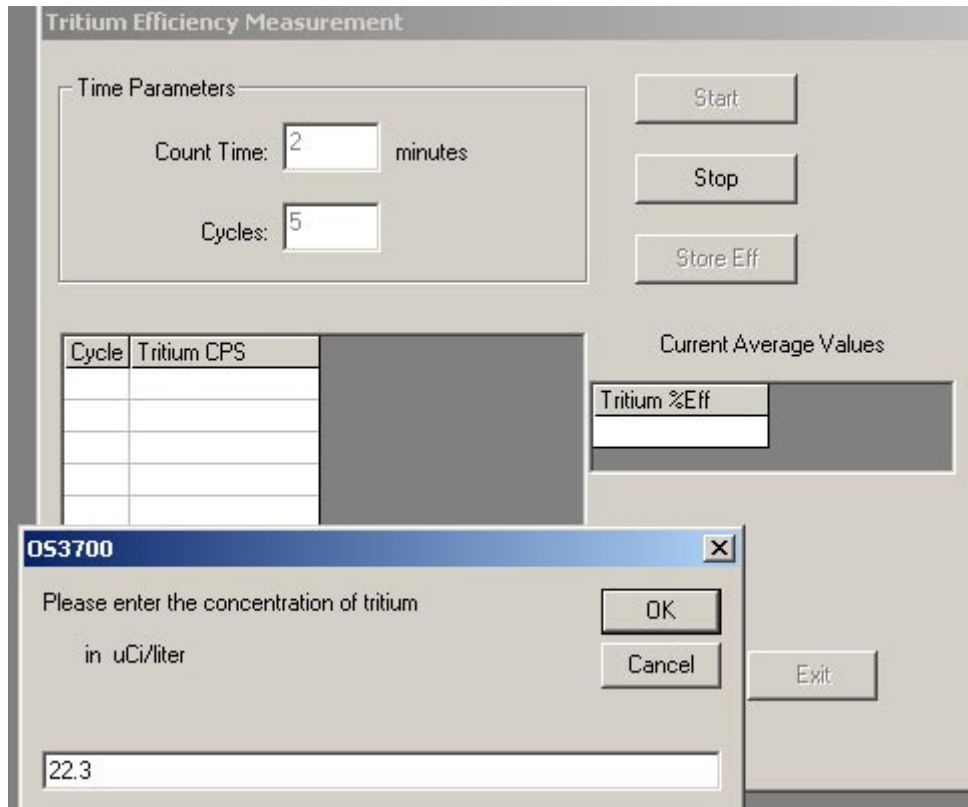 Tritium Efficiency Measurement
Time Parameters
Count Time: 2 minutes
Cycles: 5
Start
Stop
Store Eff
Cycle Tritium CPS
Current Average Values
Tritium %Eff
OS3700
Please enter the concentration of tritium
in uCi/liter
OK
Cancel
Exit
22.3